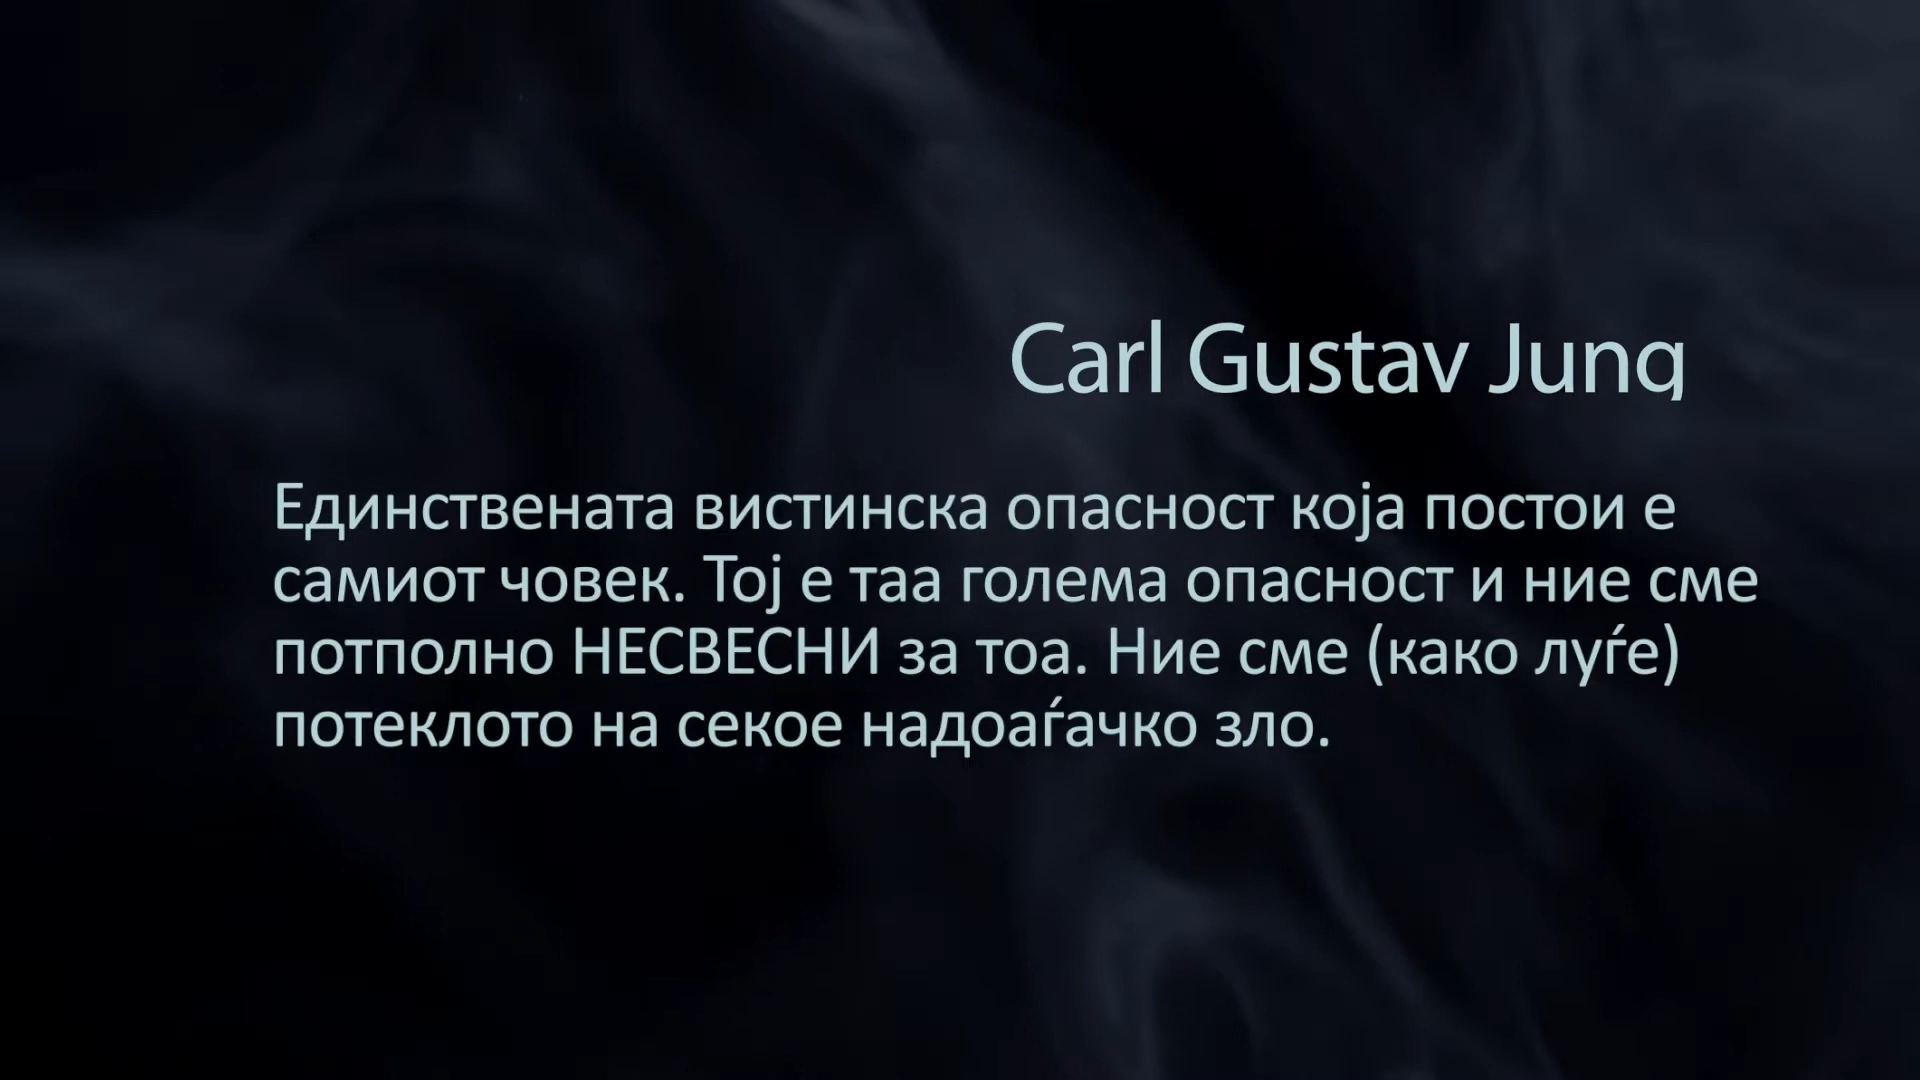 Carl Gustav Jung
Единствената вистинска опасност која постои е
самиот човек. Тој е таа голема опасност и ние сме
потполно НЕСВЕСНИ за тоа. Ние сме (како луѓе)
потеклото на секое надоаѓачко зло.